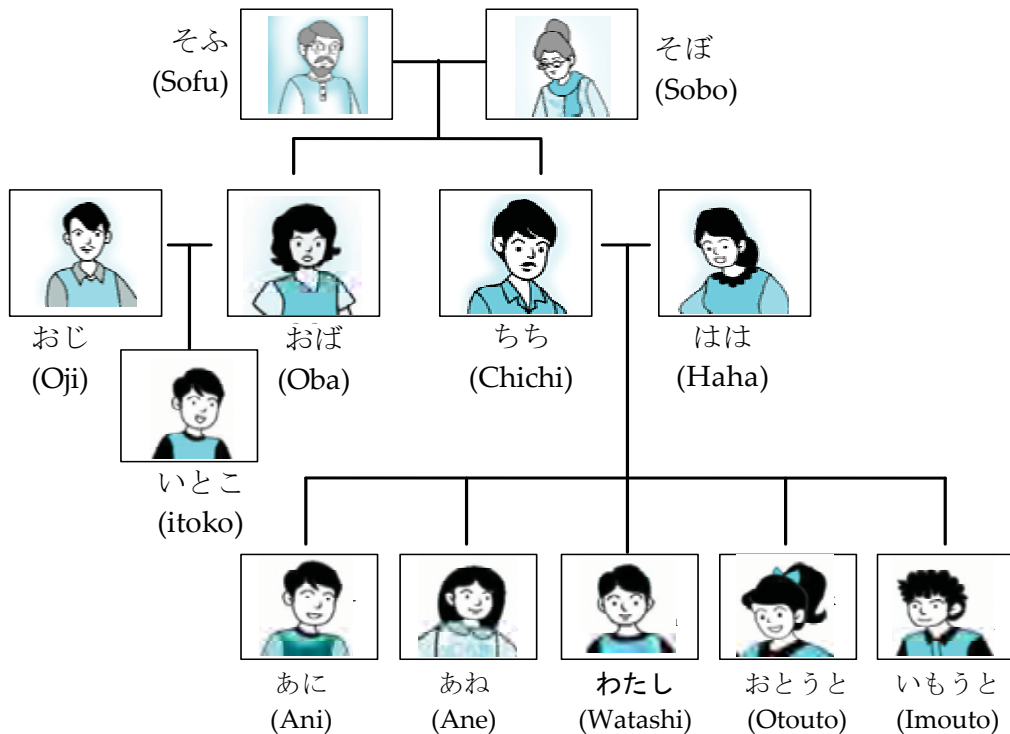 そふ
(Sofu)
そぼ
(Sobo)
おじ
(Oji)
おば
(Oba)
ちち
(Chichi)
はは
(Haha)
いとこ
(itoko)
あに
(Ani)
あね
(Ane)
わたし
(Watashi)
おとうと
(Otouto)
いもうと
(Imouto)